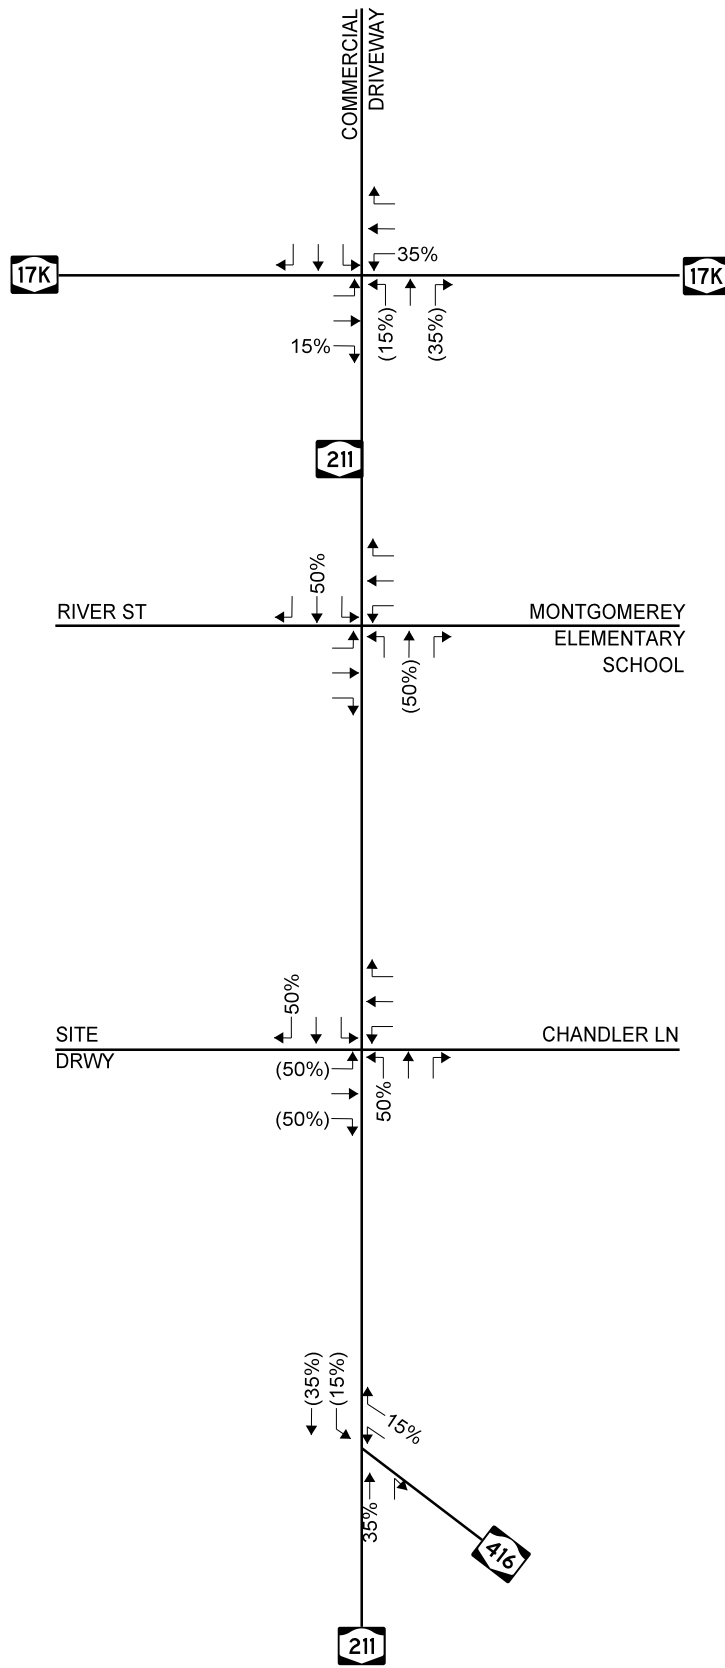 COMMERCIAL
DRIVEWAY
35%
17K
17K
15%
(15%)
(35%)
211
50%
RIVER ST
MONTGOMEREY
ELEMENTARY
SCHOOL
(50%)
50%
SITE
DRWY
CHANDLER LN
(50%)
(50%)
50%
(35%)
(15%)
15%
35%
416
211